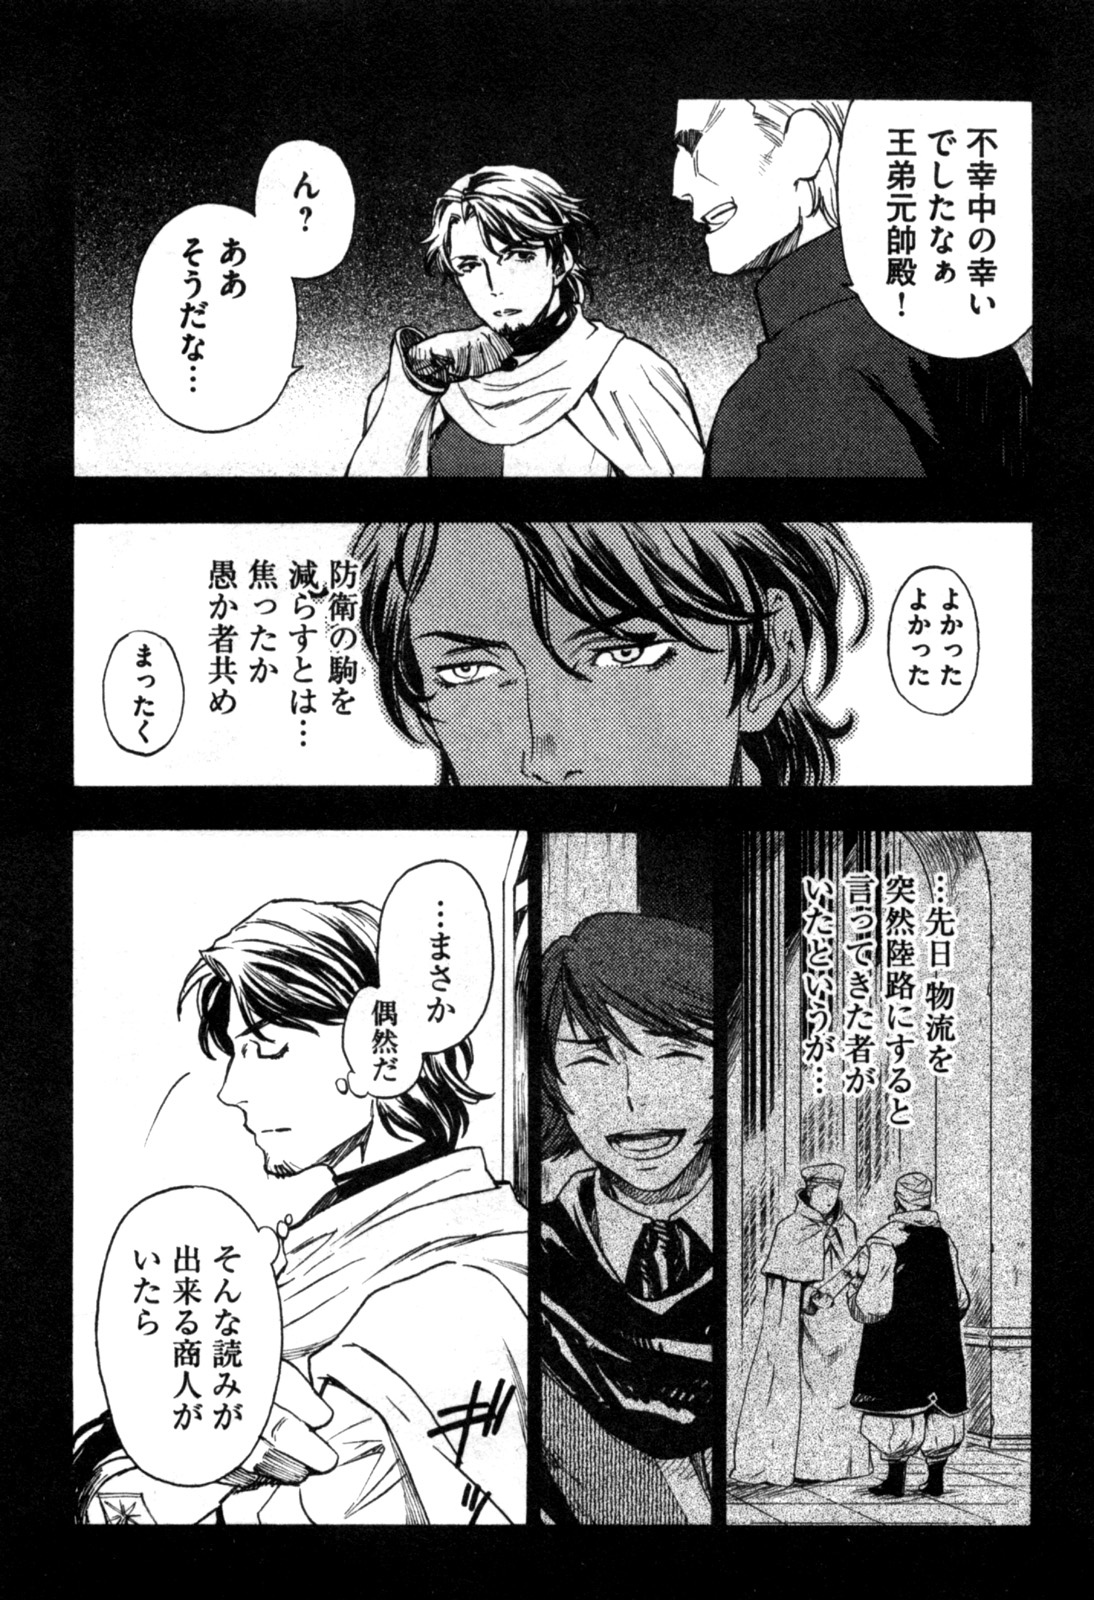 不幸中の幸い
でしたなぁ
王弟元帥殿！
ん？
ああ
そうだな…
よかった
よかった
防衛の駒を
減らすとは…
焦ったか
愚か者共め
まったく
…先日物流を
突然陸路にすると
言ってきた者が
いたというが…
…まさか
偶然だ
そんな読みが
出来る商人が
いたら
ギギ…